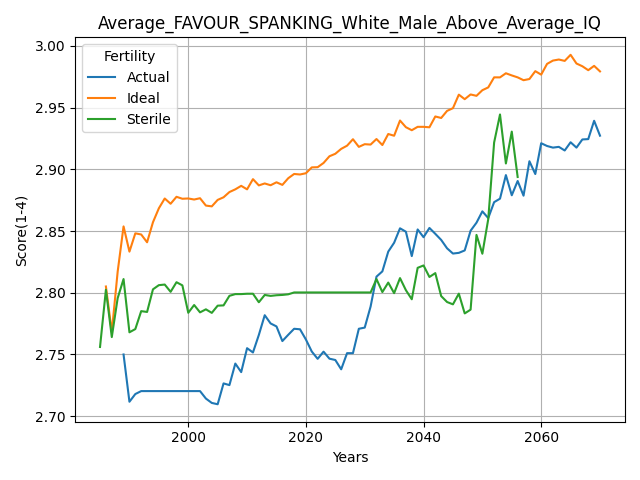 Average_FAVOUR_SPANKING_White_Male_Above_Average_IQ
Fertility
Actual
Ideal
Sterile
Score(1-4)
3.00
2.95
2.90
2.85
2.80
2.75
2.70
2000 2020 2040 2060
Years